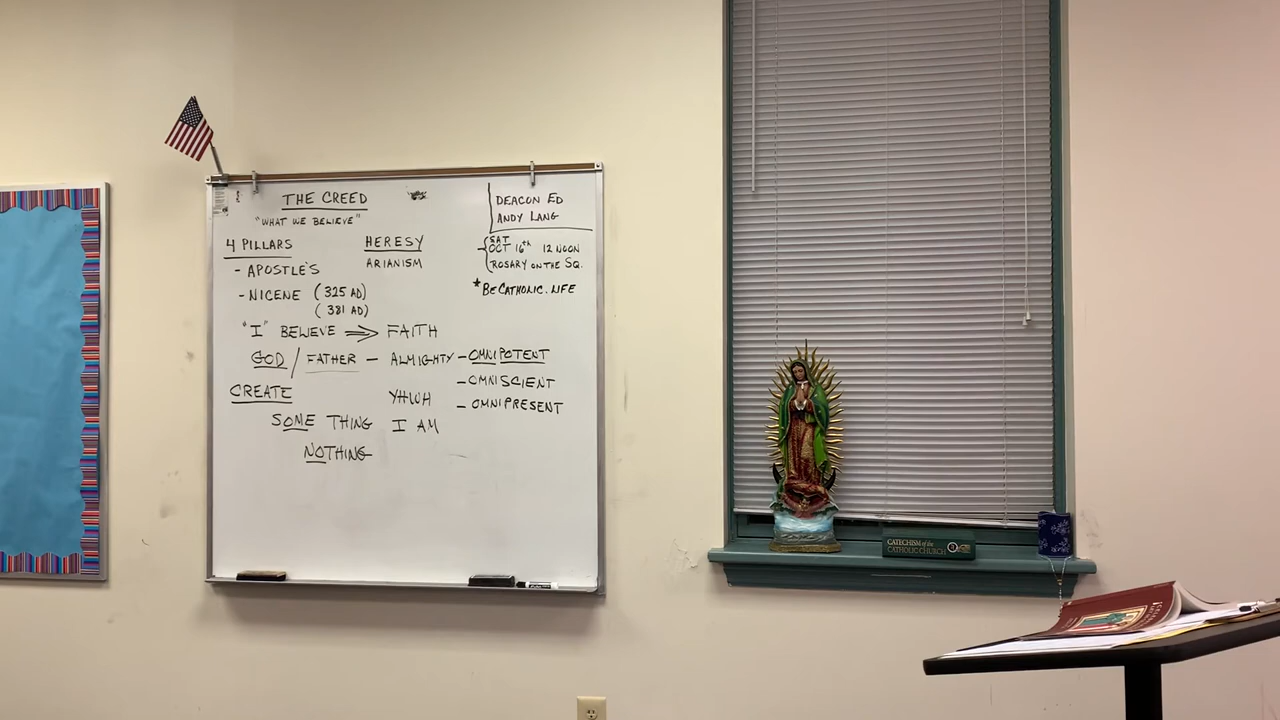 THE CREED
"WHAT WE BELIEVE"
4 PILLARS
- APOSTLE'S
- NICENE (325 AD)
(381 AD)
HERESY
ARIANISM
DEACON ED
ANDY LANG
SAT
OCT 16th 12 NOON
ROSARY ON THE SQ.
*BECATHOLIC.LIFE
"I" BELIEVE ⇒ FAITH
GOD / FATHER - ALMIGHTY - OMNIPOTENT
- OMNISCIENT
- OMNIPRESENT
CREATE
YHWH
SOME THING
I AM
NOTHING
CATECHISM of the
CATHOLIC CHURCH